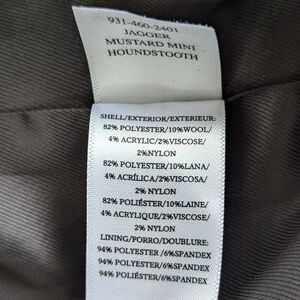 931-460-2401
JAGGER
MUSTARD MINI
HOUNDSTOOTH
SHELL/EXTERIOR/EXTERIEUR:
82% POLYESTER/10%WOOL/
4% ACRYLIC/2%VISCOSE/
2%NYLON
82% POLYESTER/10%LANA/
4% ACRÍLICA/2%VISCOSA/
2% NYLON
82% POLIÉSTER/10%LAINE/
4% ACRYLIQUE/2%VISCOSE/
2% NYLON
LINING/FORRO/DOUBLURE:
94% POLYESTER/6%SPANDEX
94% POLYESTER/6%SPANDEX
94% POLIÉSTER/6%SPANDEX